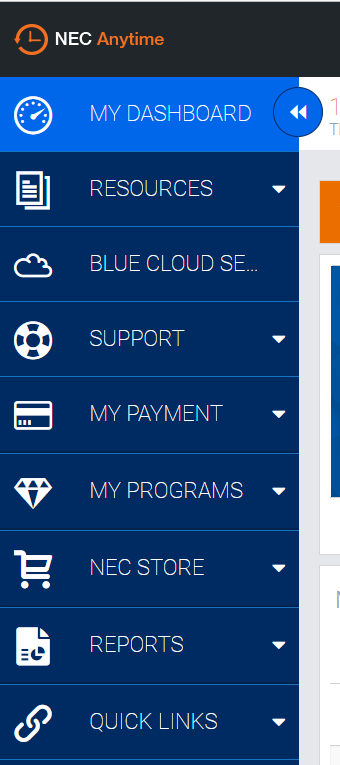 NEC Anytime
MY DASHBOARD
RESOURCES
BLUE CLOUD SE...
SUPPORT
MY PAYMENT
MY PROGRAMS
NEC STORE
REPORTS
QUICK LINKS